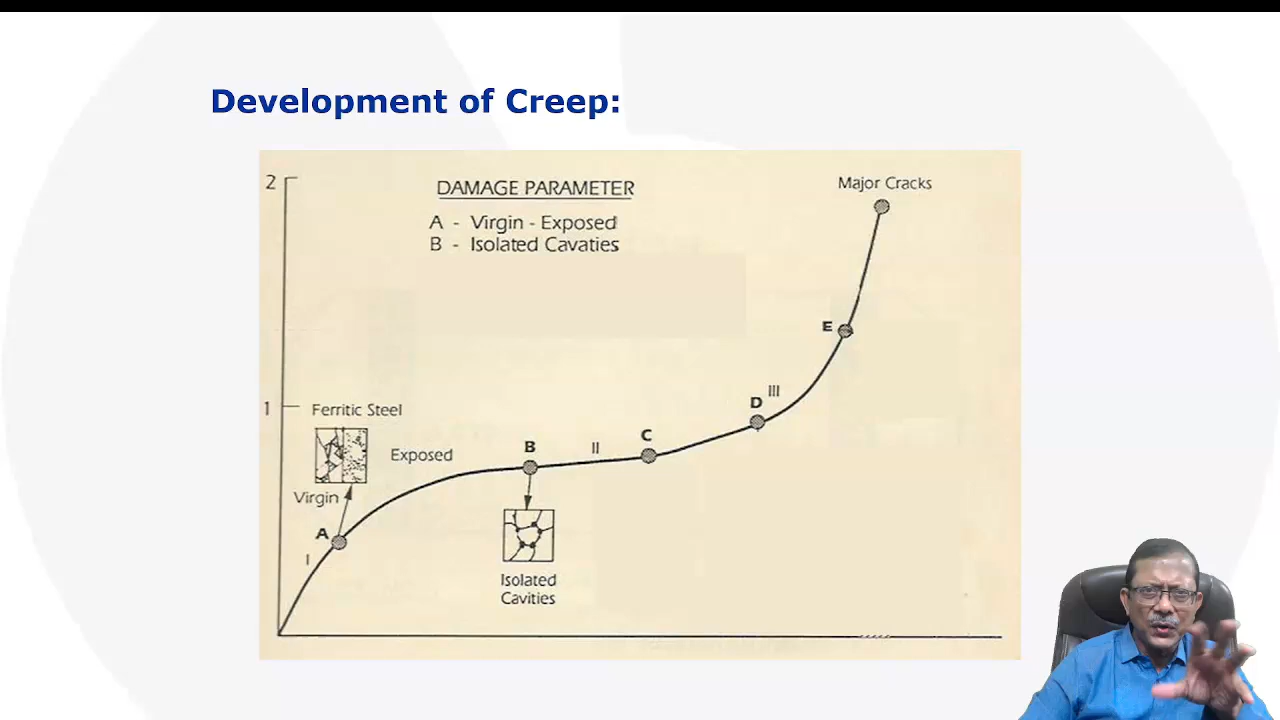 Development of Creep:
2
DAMAGE PARAMETER
A - Virgin - Exposed
B - Isolated Cavaties
Major Cracks
E
1
Ferritic Steel
III
D
C
B
II
Exposed
Virgin
A
I
Isolated
Cavities